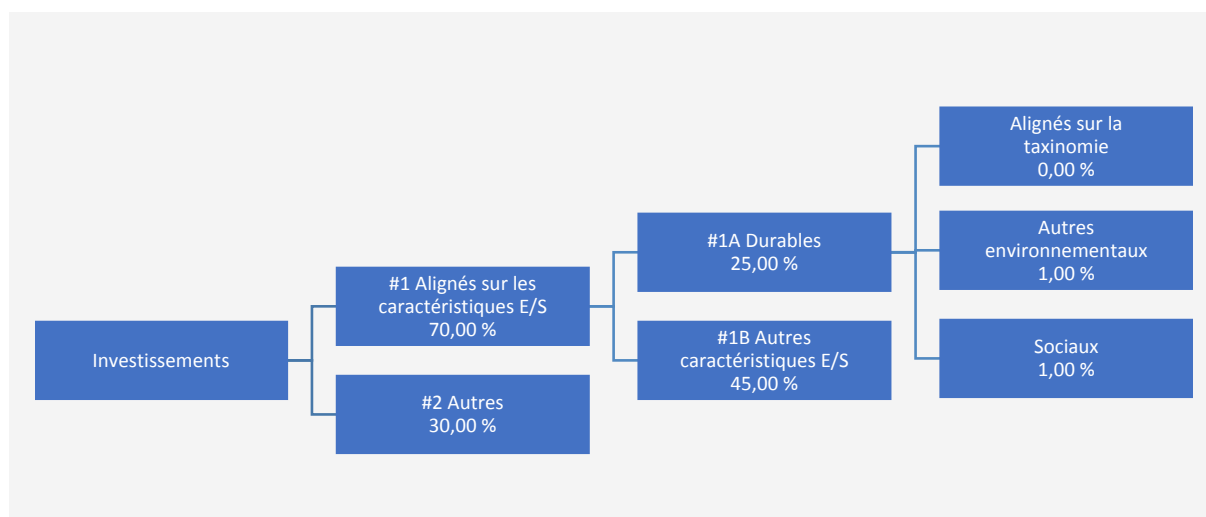 Investissements
#1 Alignés sur les
caractéristiques E/S
70,00 %
#2 Autres
30,00 %
#1A Durables
25,00 %
#1B Autres
caractéristiques E/S
45,00 %
Alignés sur la
taxinomie
0,00 %
Autres
environnementaux
1,00 %
Sociaux
1,00 %